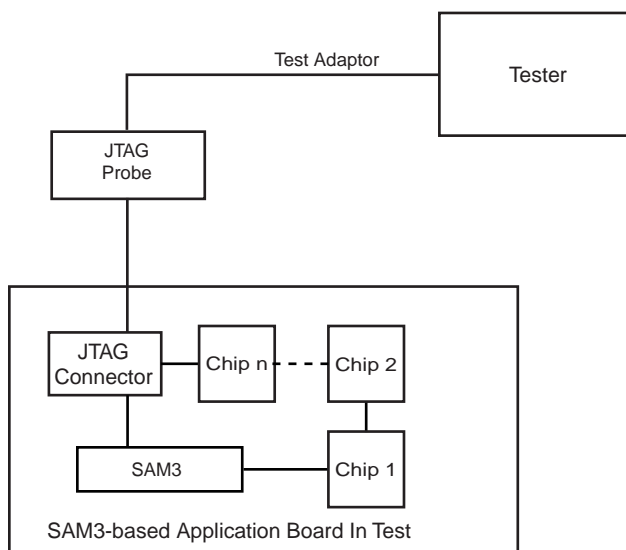 Test Adaptor
Tester
JTAG
Probe
JTAG
Connector
Chip n
Chip 2
SAM3
Chip 1
SAM3-based Application Board In Test